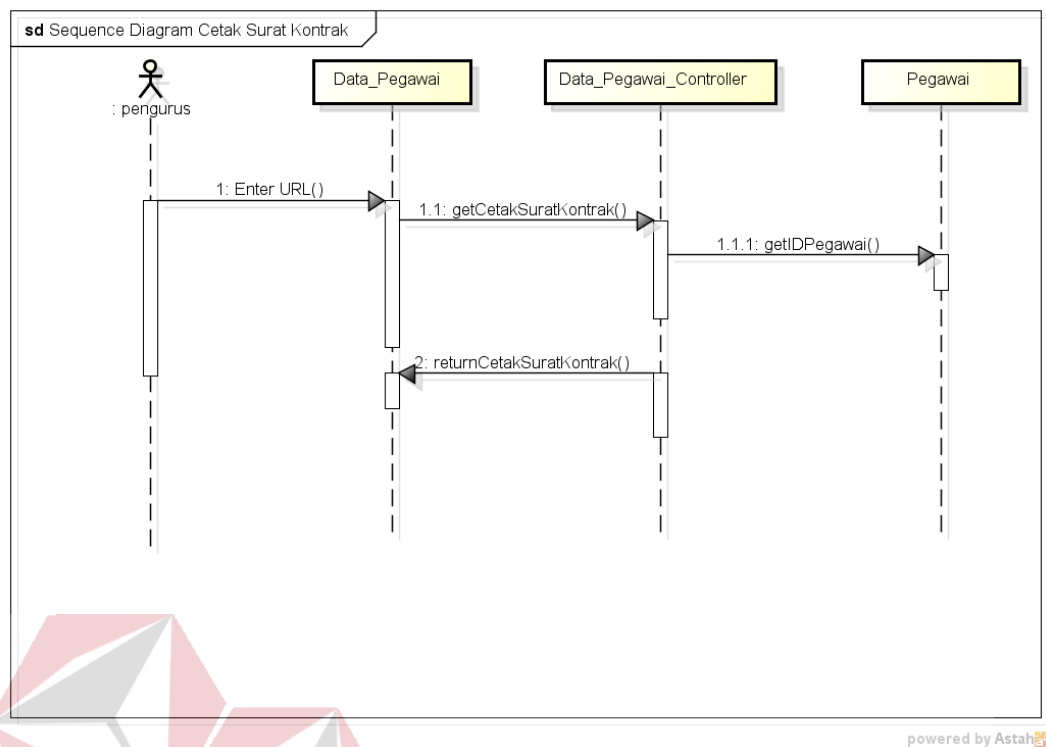 sd Sequence Diagram Cetak Surat Kontrak
: pengurus
Data_Pegawai
Data_Pegawai_Controller
Pegawai
1: Enter URL()
1.1: getCetakSuratKontrak()
1.1.1: getIDPegawai()
2: returnCetakSuratKontrak()
powered by Astah